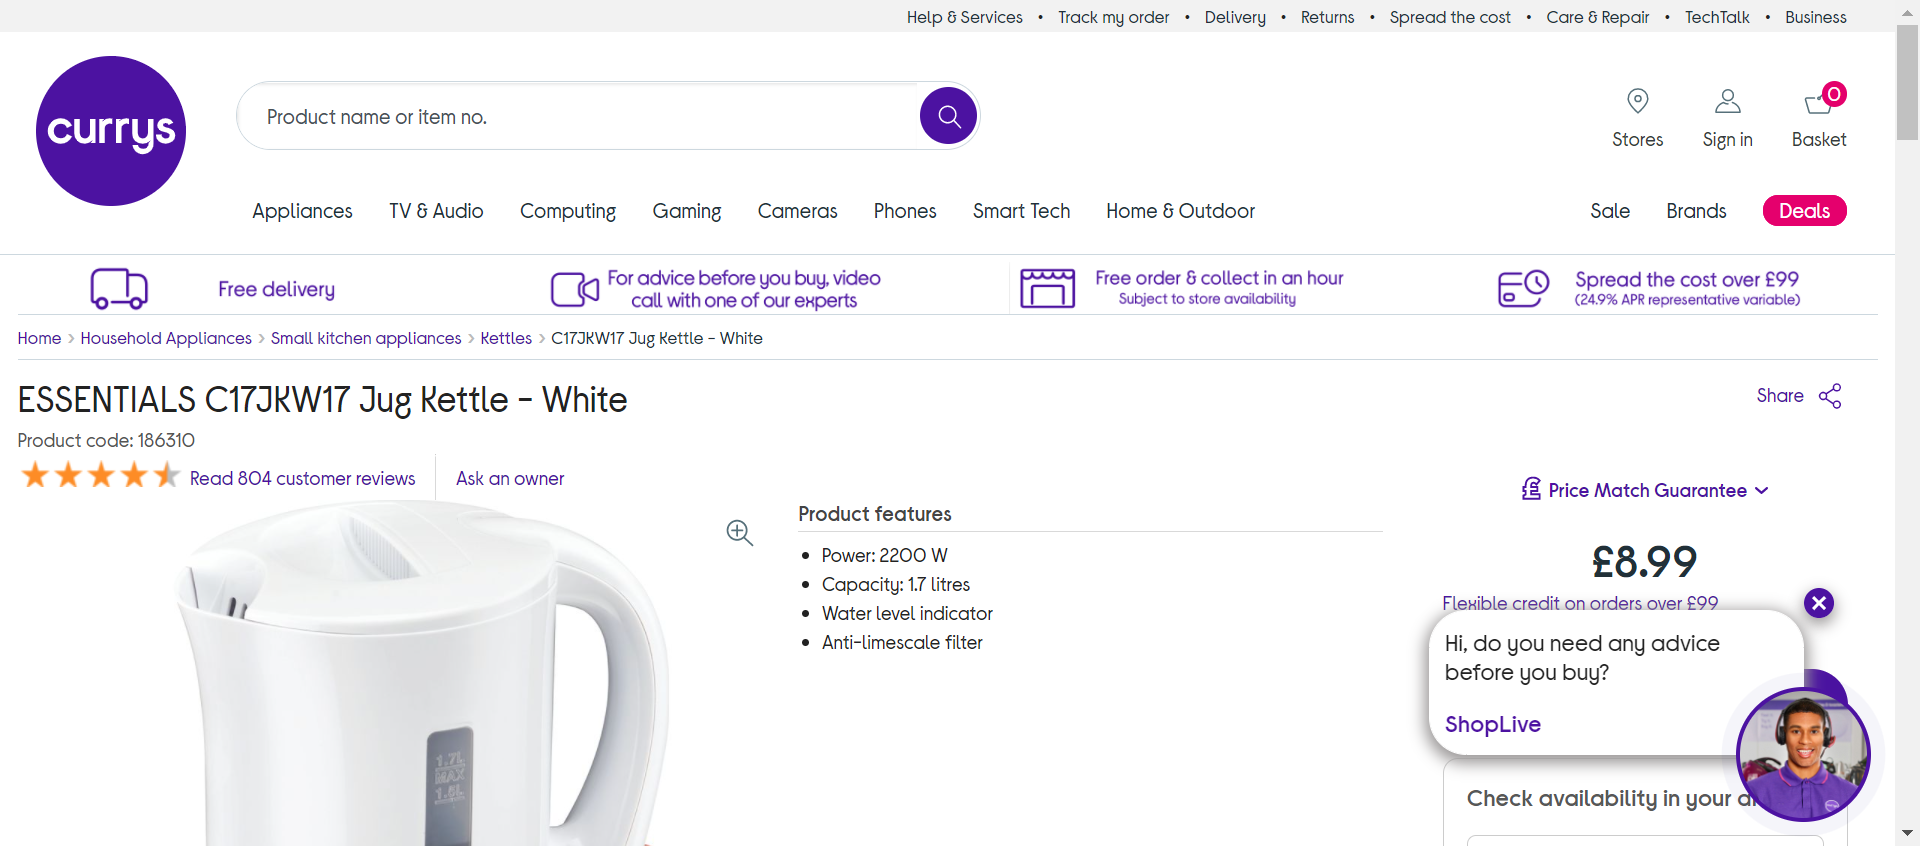 Help & Services • Track my order • Delivery • Returns • Spread the cost • Care & Repair • TechTalk • Business
currys
Product name or item no.
Stores
Sign in
0
Basket
Appliances TV & Audio Computing Gaming Cameras Phones Smart Tech Home & Outdoor Sale Brands Deals
Free delivery
For advice before you buy, video
call with one of our experts
Free order & collect in an hour
Subject to store availability
Spread the cost over £99
(24.9% APR representative variable)
Home > Household Appliances > Small kitchen appliances > Kettles > C17JKW17 Jug Kettle - White
ESSENTIALS C17JKW17 Jug Kettle - White
Share
Product code: 186310
Read 804 customer reviews
Ask an owner
Price Match Guarantee
Product features
• Power: 2200 W
• Capacity: 1.7 litres
• Water level indicator
• Anti-limescale filter
£8.99
Flexible credit on orders over £99
Hi, do you need any advice
before you buy?
ShopLive
Check availability in your
1.7L
MAX
1.5L